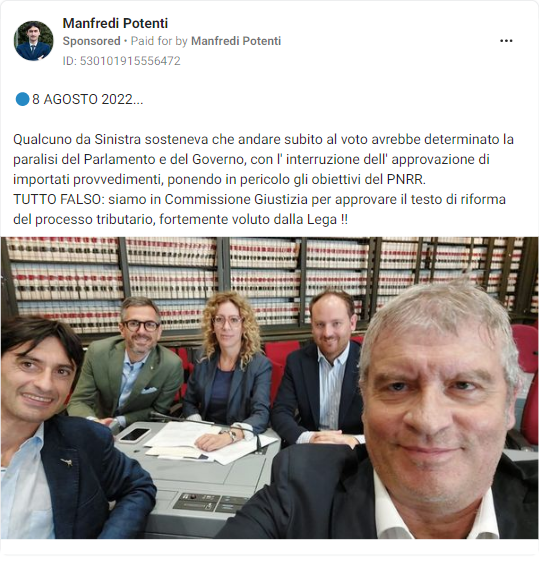 Manfredi Potenti
Sponsored • Paid for by Manfredi Potenti
ID: 530101915556472
8 AGOSTO 2022...
Qualcuno da Sinistra sosteneva che andare subito al voto avrebbe determinato la
paralisi del Parlamento e del Governo, con l' interruzione dell' approvazione di
importati provvedimenti, ponendo in pericolo gli obiettivi del PNRR.
TUTTO FALSO: siamo in Commissione Giustizia per approvare il testo di riforma
del processo tributario, fortemente voluto dalla Lega !!